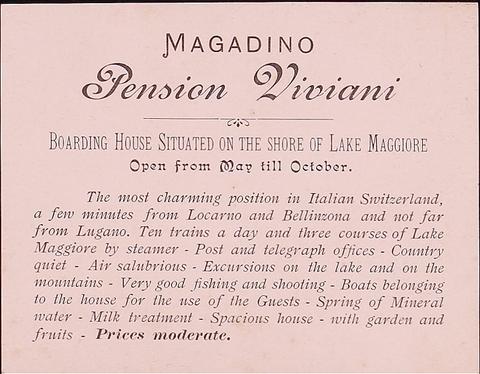 MAGADINO
Pension Viviani
BOARDING HOUSE SITUATED ON THE SHORE OF LAKE MAGGIORE
Open from May till October.
The most charming position in Italian Switzerland,
a few minutes from Locarno and Bellinzona and not far
from Lugano. Ten trains a day and three courses of Lake
Maggiore by steamer - Post and telegraph offices - Country
quiet - Air salubrious - Excursions on the lake and on the
mountains - Very good fishing and shooting - Boats belonging
to the house for the use of the Guests - Spring of Mineral
water - Milk treatment - Spacious house - with garden and
fruits - Prices moderate.